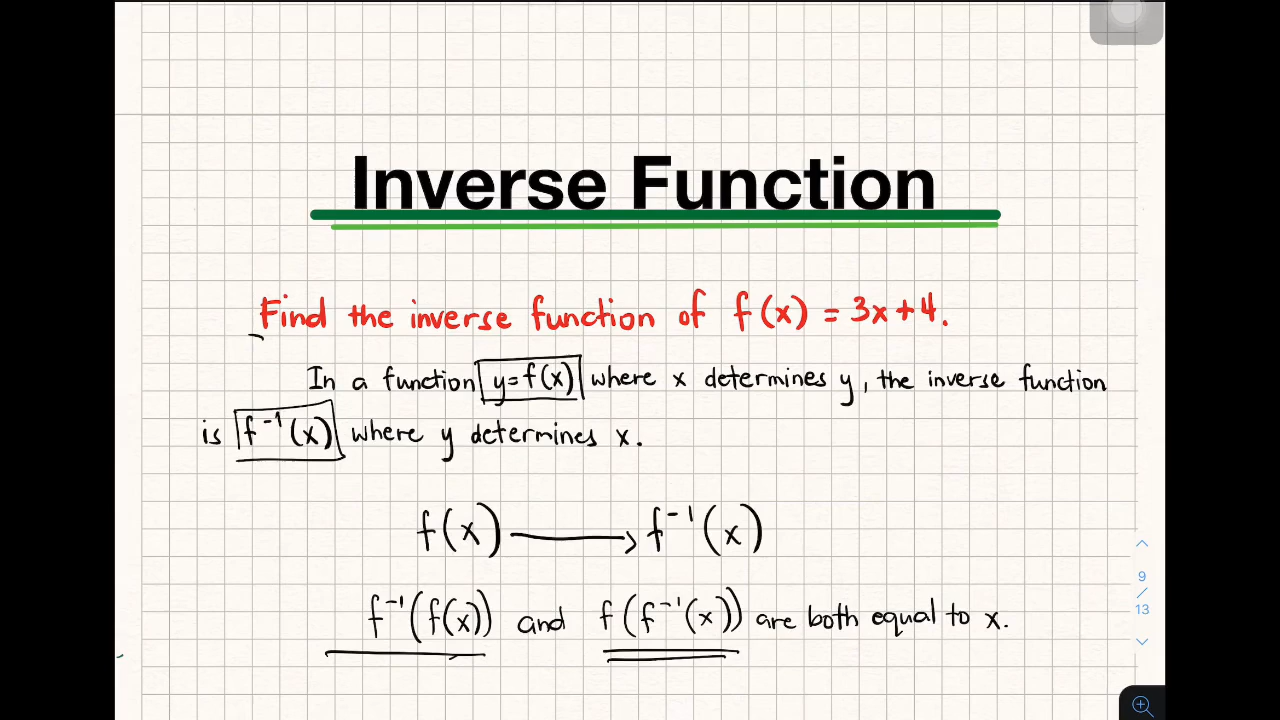 Inverse Function
Find the inverse function of f(x) = 3x+4.
In a function y=f(x) where x determines y, the inverse function
is f⁻¹(x) where y determines x.
f(x) → f⁻¹(x)
f⁻¹(f(x)) and f(f⁻¹(x)) are both equal to x.
9
/
13